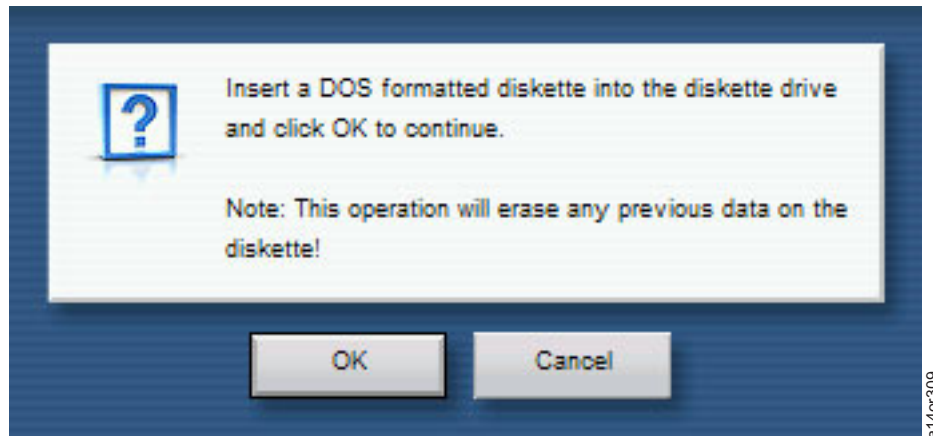 Insert a DOS formatted diskette into the diskette drive
and click OK to continue.
Note: This operation will erase any previous data on the
diskette!
OK
Cancel